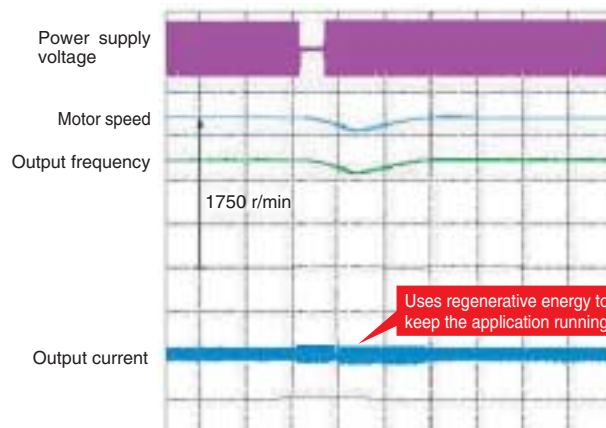 Power supply
voltage
Motor speed
Output frequency
1750 r/min
Uses regenerative energy to
keep the application running
Output current